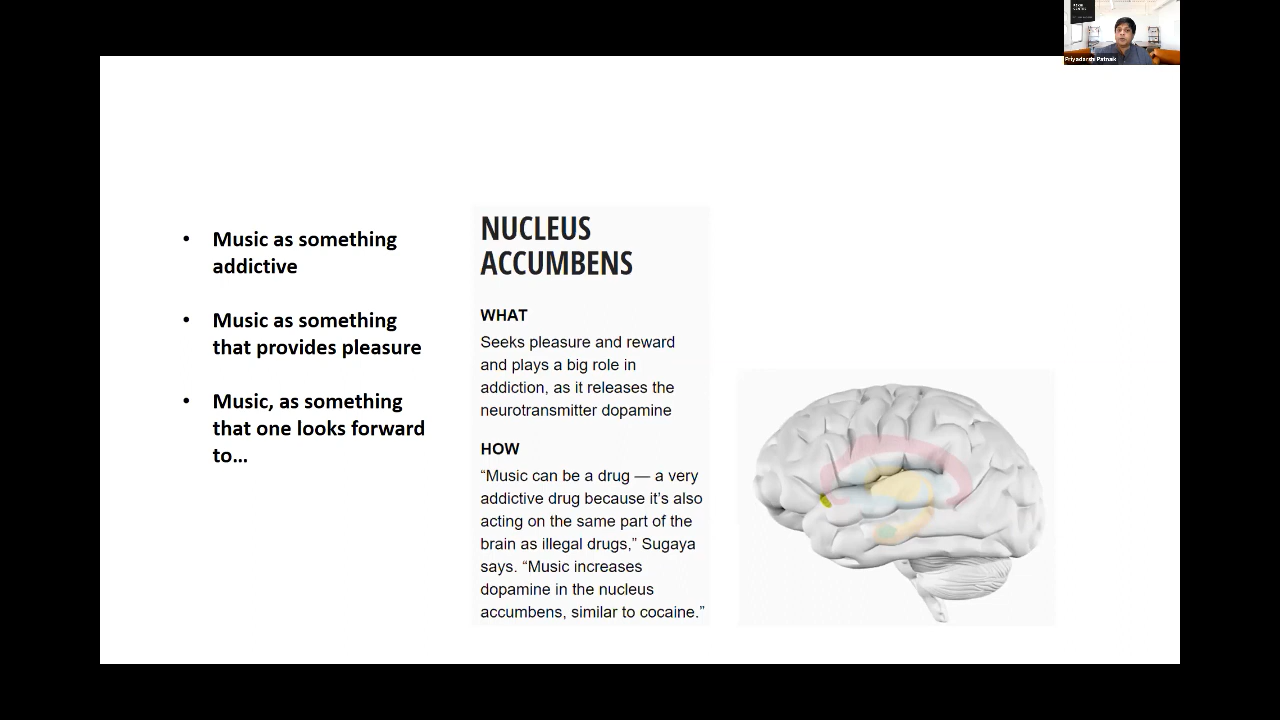 Priyadarshi Patnaik
• Music as something
addictive
• Music as something
that provides pleasure
• Music, as something
that one looks forward
to…
NUCLEUS
ACCUMBENS
WHAT
Seeks pleasure and reward
and plays a big role in
addiction, as it releases the
neurotransmitter dopamine
HOW
“Music can be a drug — a very
addictive drug because it’s also
acting on the same part of the
brain as illegal drugs,” Sugaya
says. “Music increases
dopamine in the nucleus
accumbens, similar to cocaine.”